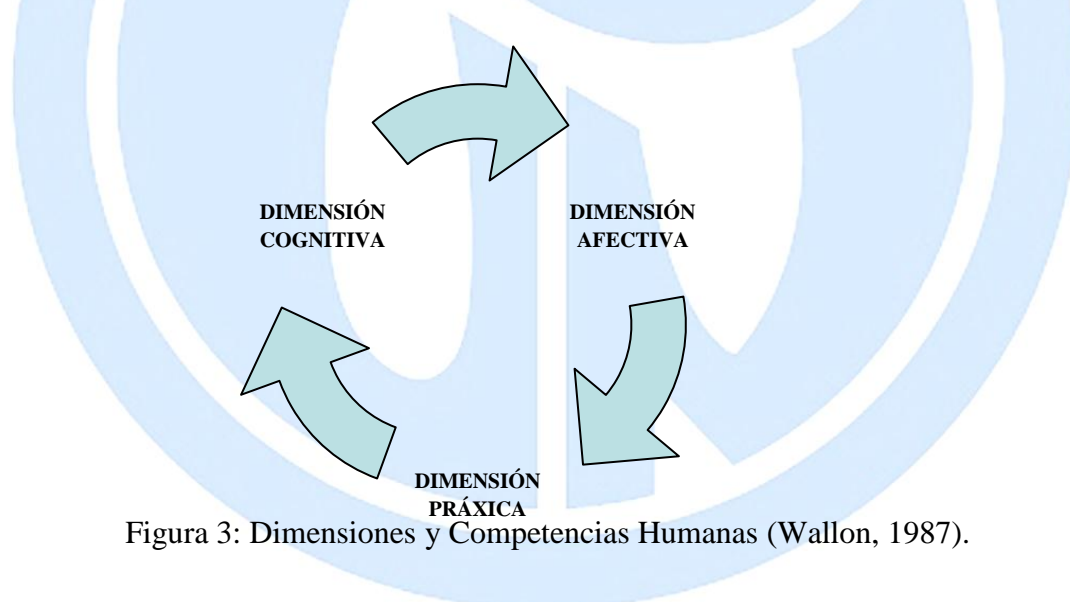 DIMENSIÓN
COGNITIVA
DIMENSIÓN
AFECTIVA
DIMENSIÓN
PRÁXICA
Figura 3: Dimensiones y Competencias Humanas (Wallon, 1987).